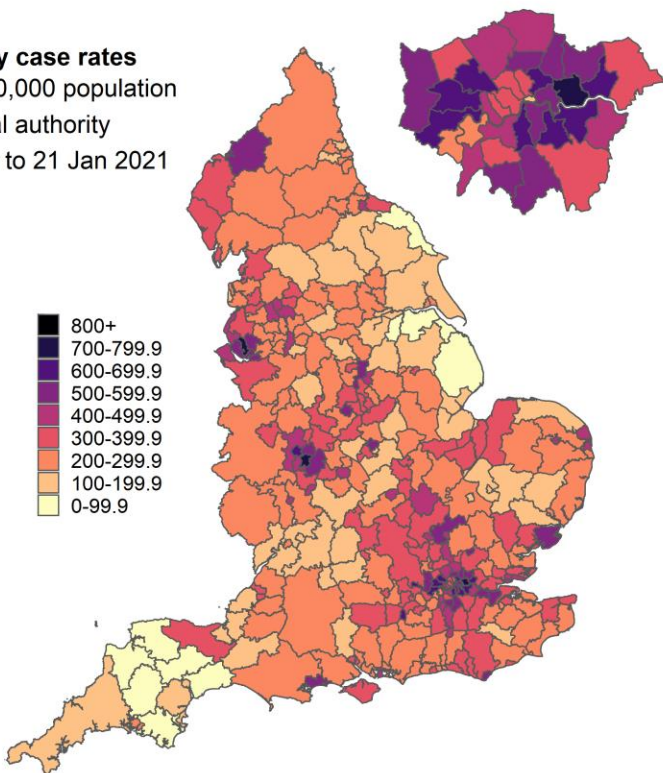 y case rates
0,000 population
al authority
to 21 Jan 2021
800+
700-799.9
600-699.9
500-599.9
400-499.9
300-399.9
200-299.9
100-199.9
0-99.9